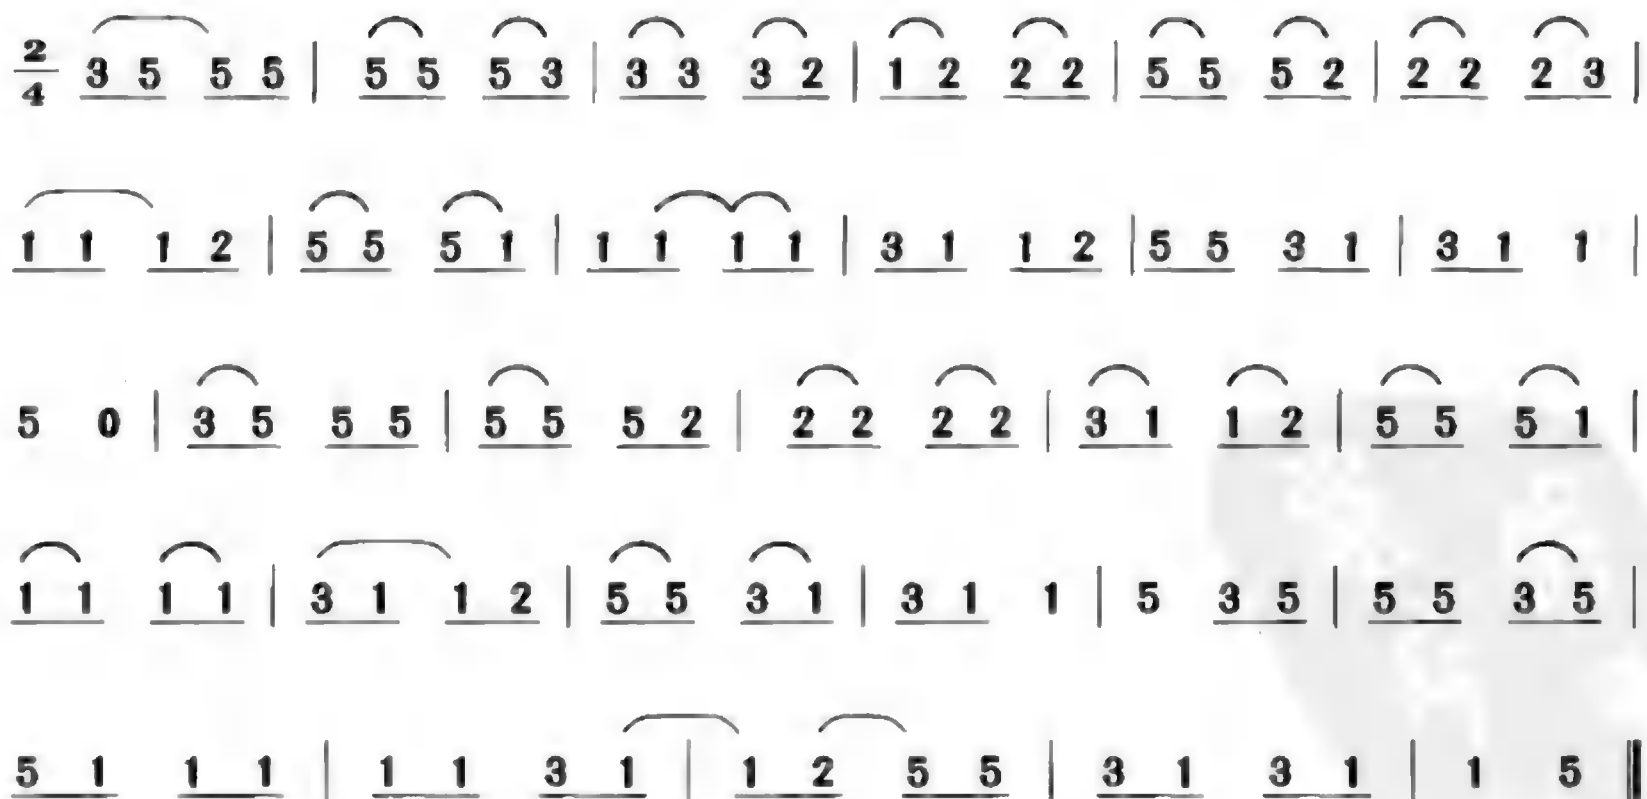 2/4 3 5 5 5 | 5 5 5 3 | 3 3 3 2 | 1 2 2 2 | 5 5 5 2 | 2 2 2 3 |
1 1 1 2 | 5 5 5 1 | 1 1 1 1 | 3 1 1 2 | 5 5 3 1 | 3 1 1 |
5 0 | 3 5 5 5 | 5 5 5 2 | 2 2 2 2 | 3 1 1 2 | 5 5 5 1 |
1 1 1 1 | 3 1 1 2 | 5 5 3 1 | 3 1 1 | 5 3 5 | 5 5 3 5 |
5 1 1 1 | 1 1 3 1 | 1 2 5 5 | 3 1 3 1 | 1 5 ‖